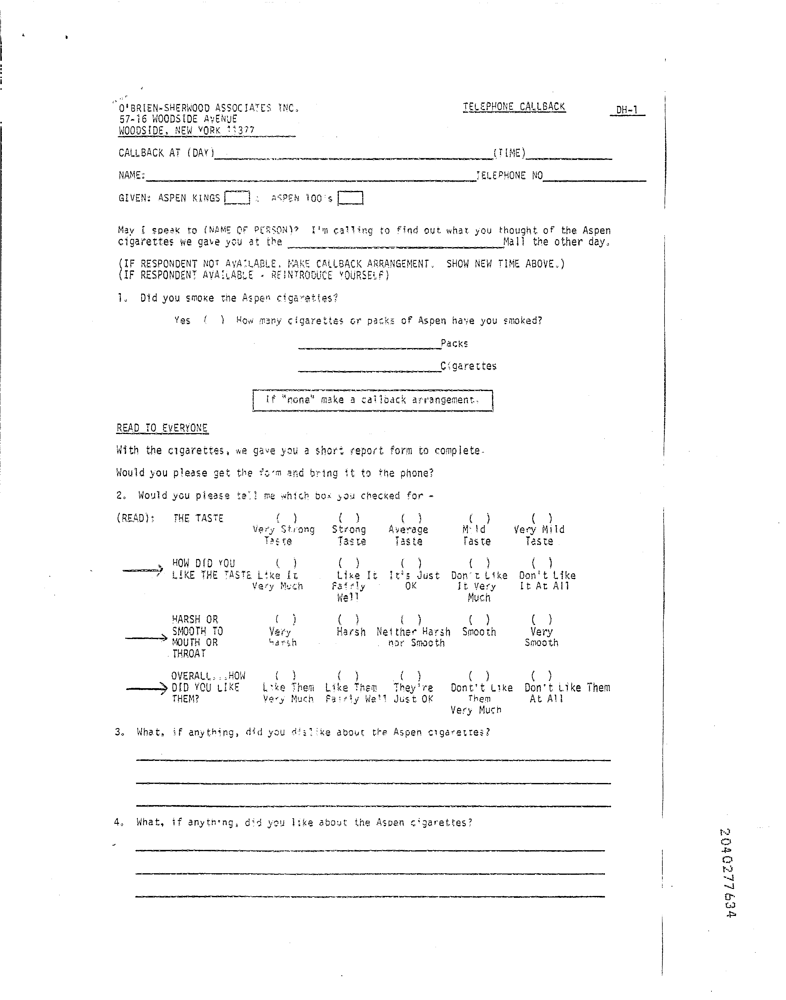 O'BRIEN-SHERWOOD ASSOCIATES INC. TELEPHONE CALLBACK DH-1
57-16 WOODSIDE AVENUE
WOODSIDE, NEW YORK 11377
CALLBACK AT (DAY) (TIME)
NAME: TELEPHONE NO
GIVEN: ASPEN KINGS : ASPEN 100's
May I speak to (NAME OF PERSON)? I'm calling to find out what you thought of the Aspen
cigarettes we gave you at the Mall the other day.
(IF RESPONDENT NOT AVAILABLE, MAKE CALLBACK ARRANGEMENT. SHOW NEW TIME ABOVE.)
(IF RESPONDENT AVAILABLE - REINTRODUCE YOURSELF)
1. Did you smoke the Aspen cigarettes?
Yes ( ) How many cigarettes or packs of Aspen have you smoked?
Packs
Cigarettes
If "none" make a callback arrangement.
READ TO EVERYONE
With the cigarettes, we gave you a short report form to complete.
Would you please get the form and bring it to the phone?
2. Would you please tell me which box you checked for -
(READ): THE TASTE ( ) ( ) ( ) ( ) ( )
Very Strong Strong Average Mild Very Mild
Taste Taste Taste Taste Taste
HOW DID YOU ( ) ( ) ( ) ( ) ( )
LIKE THE TASTE Like It Like It It's Just Don't Like Don't Like
Very Much Fairly OK It Very It At All
Well Much
HARSH OR ( ) ( ) ( ) ( ) ( )
SMOOTH TO Very Harsh Neither Harsh Smooth Very
MOUTH OR Harsh nor Smooth Smooth
THROAT
OVERALL...HOW ( ) ( ) ( ) ( ) ( )
DID YOU LIKE Like Them Like Them They're Dont't Like Don't Like Them
THEM? Very Much Fairly Well Just OK Them At All
Very Much
3. What, if anything, did you dislike about the Aspen cigarettes?
4. What, if anything, did you like about the Aspen cigarettes?
2040277634